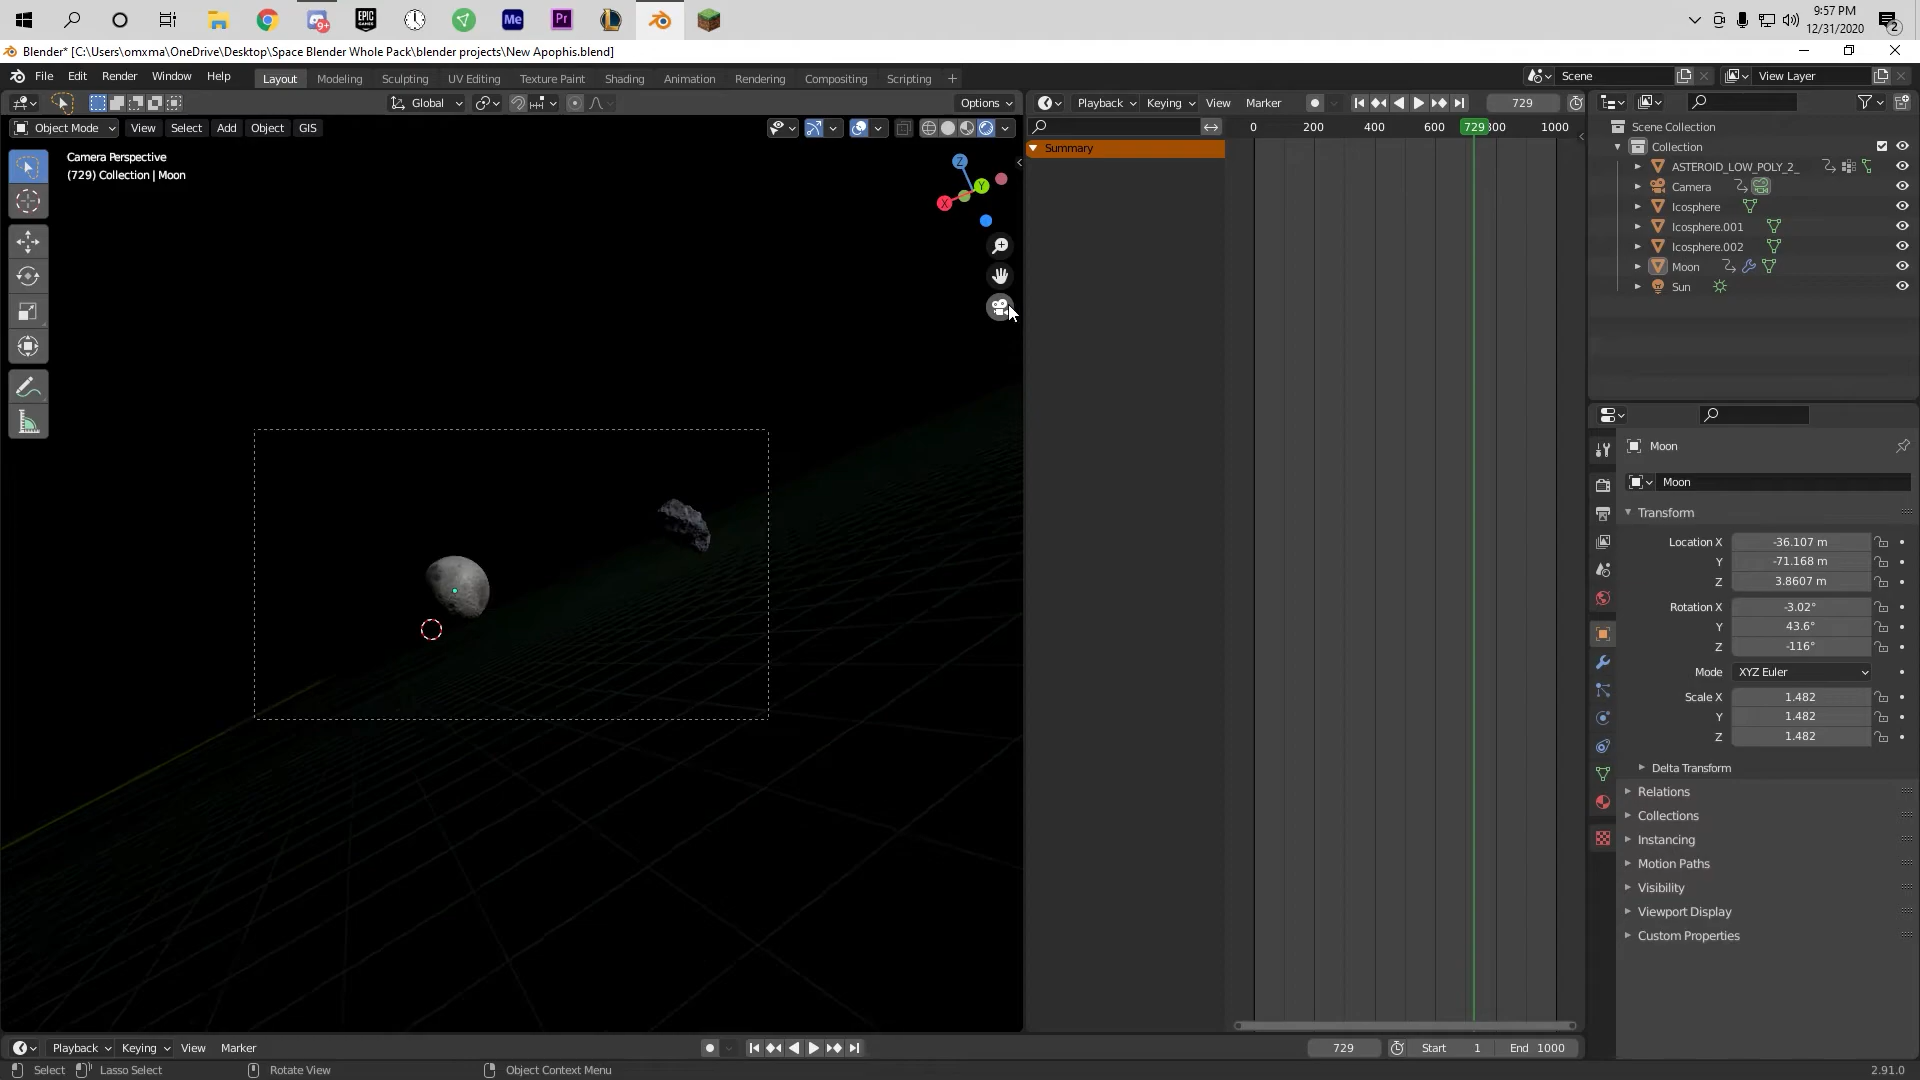 9+
EPIC GAMES
Me
Pr
9:57 PM
12/31/2020
2
Blender* [C:\Users\omxma\OneDrive\Desktop\Space Blender Whole Pack\blender projects\New Apophis.blend]
File Edit Render Window Help Layout Modeling Sculpting UV Editing Texture Paint Shading Animation Rendering Compositing Scripting + Scene View Layer
Global Options Playback Keying View Marker 729
Object Mode View Select Add Object GIS 0 200 400 600 729 800 1000
Camera Perspective
(729) Collection | Moon
Z
Y
X
Summary
Scene Collection
Collection
ASTEROID_LOW_POLY_2_
Camera
Icosphere
Icosphere.001
Icosphere.002
Moon
Sun
Moon
Moon
Transform
Location X -36.107 m
Y -71.168 m
Z 3.8607 m
Rotation X -3.02°
Y 43.6°
Z -116°
Mode XYZ Euler
Scale X 1.482
Y 1.482
Z 1.482
Delta Transform
Relations
Collections
Instancing
Motion Paths
Visibility
Viewport Display
Custom Properties
Playback Keying View Marker 729 Start 1 End 1000
Select Lasso Select Rotate View Object Context Menu 2.91.0